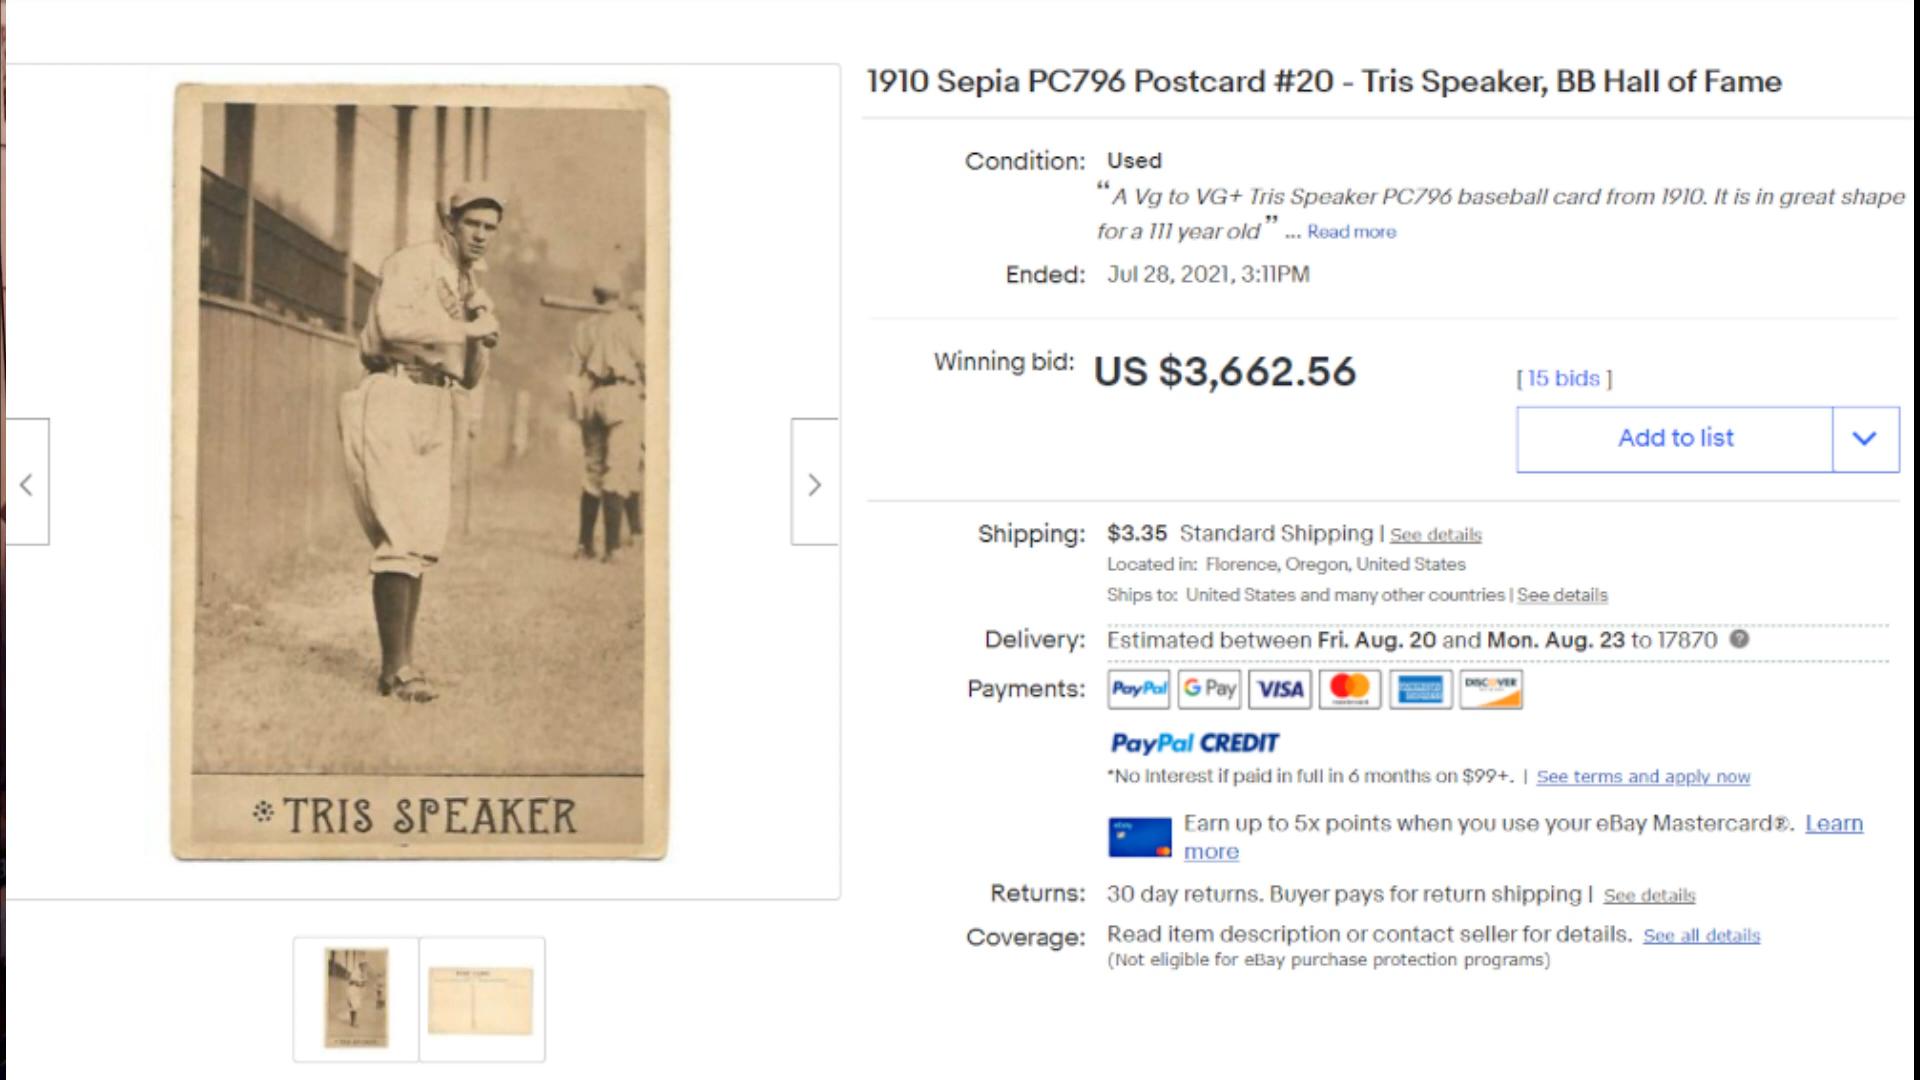 1910 Sepia PC796 Postcard #20 - Tris Speaker, BB Hall of Fame
Condition: Used
“A Vg to VG+ Tris Speaker PC796 baseball card from 1910. It is in great shape
for a 111 year old” ... Read more
Ended: Jul 28, 2021, 3:11PM
Winning bid: US $3,662.56 [ 15 bids ]
Add to list
Shipping: $3.35 Standard Shipping | See details
Located in: Florence, Oregon, United States
Ships to: United States and many other countries | See details
Delivery: Estimated between Fri. Aug. 20 and Mon. Aug. 23 to 17870
Payments: PayPal G Pay VISA mastercard AMERICAN EXPRESS DISCOVER
PayPal CREDIT
*No Interest if paid in full in 6 months on $99+. | See terms and apply now
Earn up to 5x points when you use your eBay Mastercard®. Learn
more
Returns: 30 day returns. Buyer pays for return shipping | See details
Coverage: Read item description or contact seller for details. See all details
(Not eligible for eBay purchase protection programs)
TRIS SPEAKER